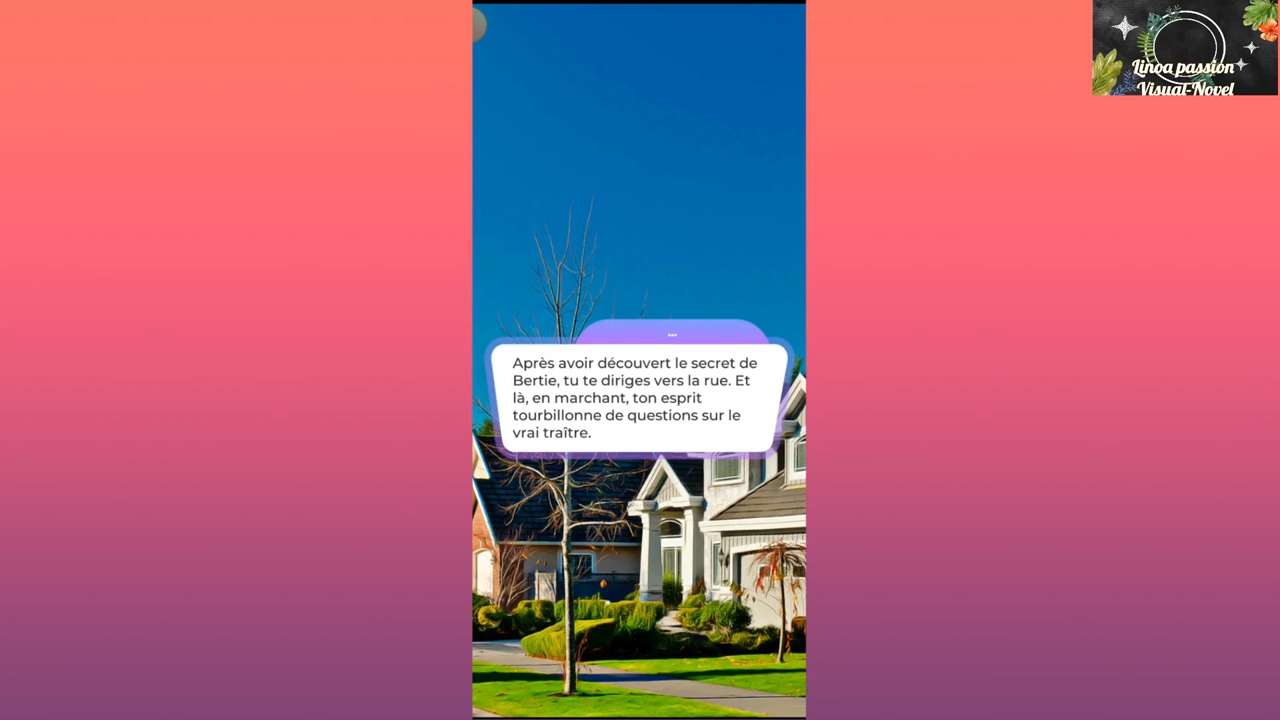 Linoa passion
Visual-Novel
...
Après avoir découvert le secret de
Bertie, tu te diriges vers la rue. Et
là, en marchant, ton esprit
tourbillonne de questions sur le
vrai traître.